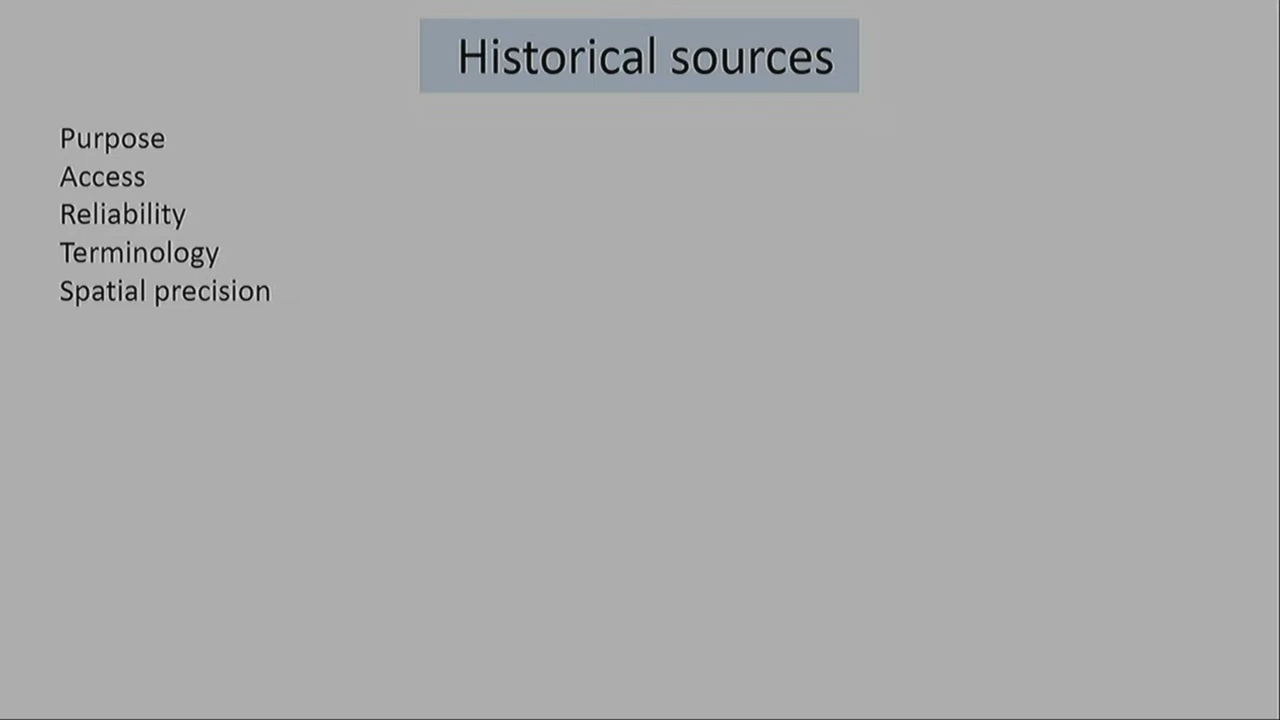 Historical sources
Purpose
Access
Reliability
Terminology
Spatial precision